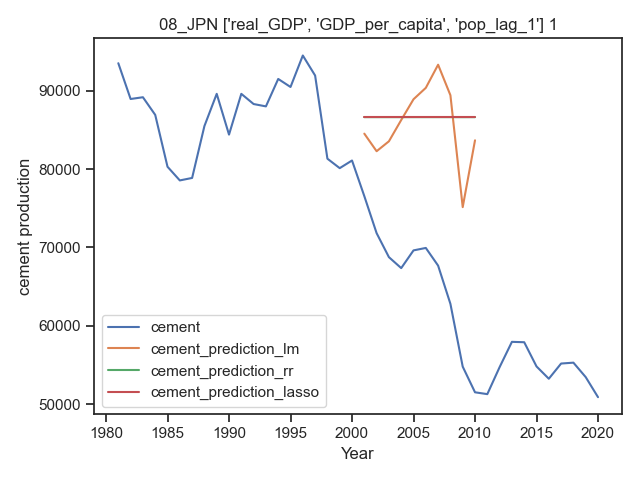 08_JPN ['real_GDP', 'GDP_per_capita', 'pop_lag_1'] 1
90000
80000
70000
60000
50000
cement production
cement
cement_prediction_lm
cement_prediction_rr
cement_prediction_lasso
1980 1985 1990 1995 2000 2005 2010 2015 2020
Year